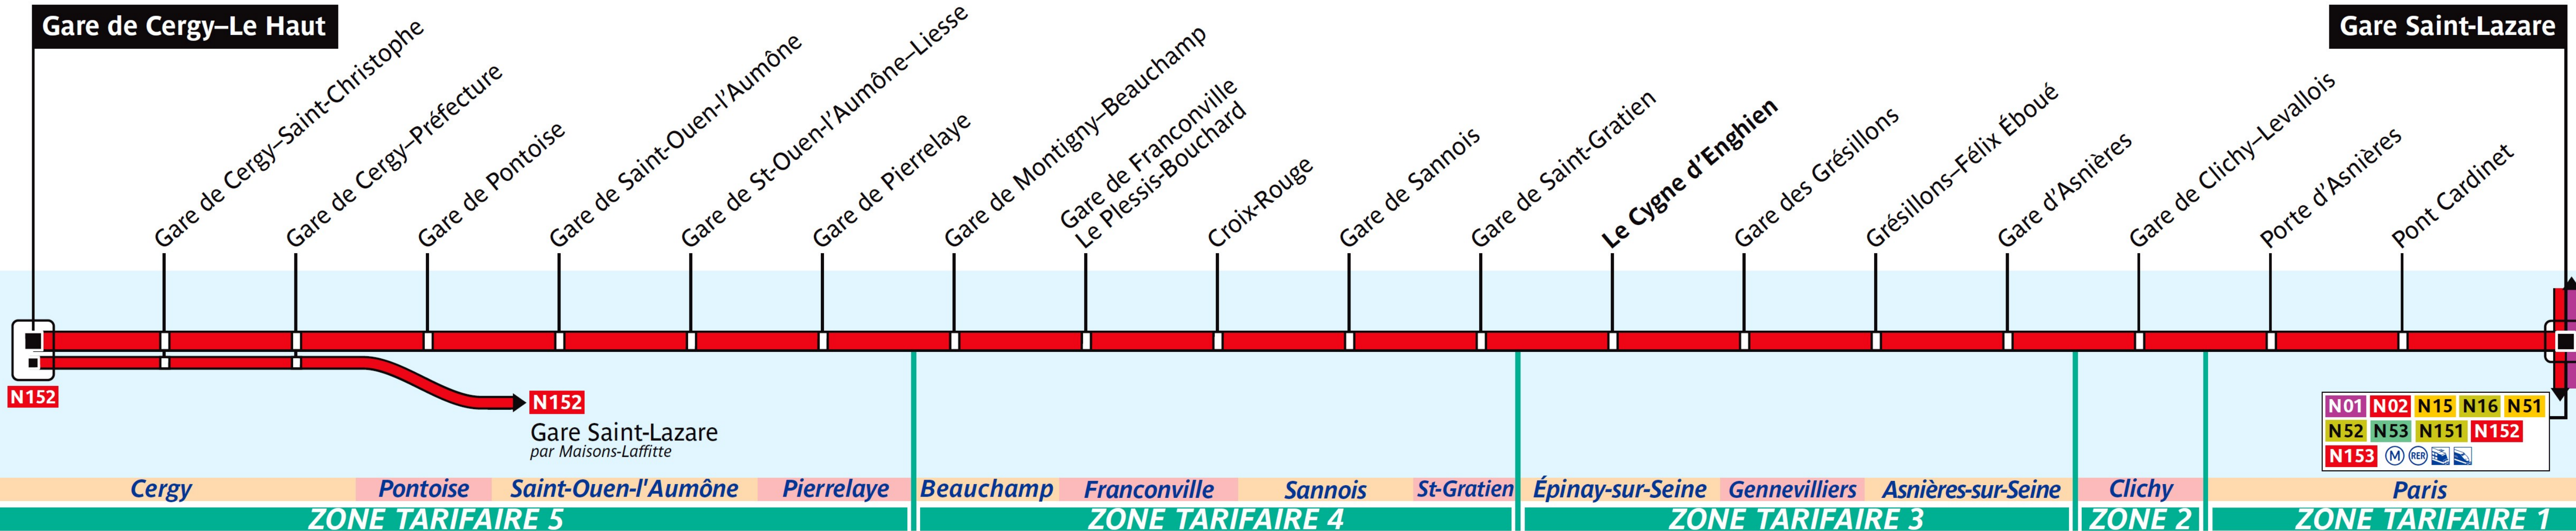 Gare de Cergy–Le Haut
Gare de Cergy–Saint-Christophe
Gare de Cergy–Préfecture
Gare de Pontoise
Gare de Saint-Ouen-l'Aumône
Gare de St-Ouen-l'Aumône–Liesse
Gare de Pierrelaye
Gare de Montigny–Beauchamp
Gare de Franconville
Le Plessis-Bouchard
Croix-Rouge
Gare de Sannois
Gare de Saint-Gratien
Le Cygne d'Enghien
Gare des Grésillons
Grésillons–Félix Éboué
Gare d'Asnières
Gare de Clichy–Levallois
Porte d'Asnières
Pont Cardinet
Gare Saint-Lazare
N152
N152
Gare Saint-Lazare
par Maisons-Laffitte
N01 N02 N15 N16 N51
N52 N53 N151 N152
N153 M RER
Cergy Pontoise Saint-Ouen-l'Aumône Pierrelaye Beauchamp Franconville Sannois St-Gratien Épinay-sur-Seine Gennevilliers Asnières-sur-Seine Clichy Paris
ZONE TARIFAIRE 5 ZONE TARIFAIRE 4 ZONE TARIFAIRE 3 ZONE 2 ZONE TARIFAIRE 1